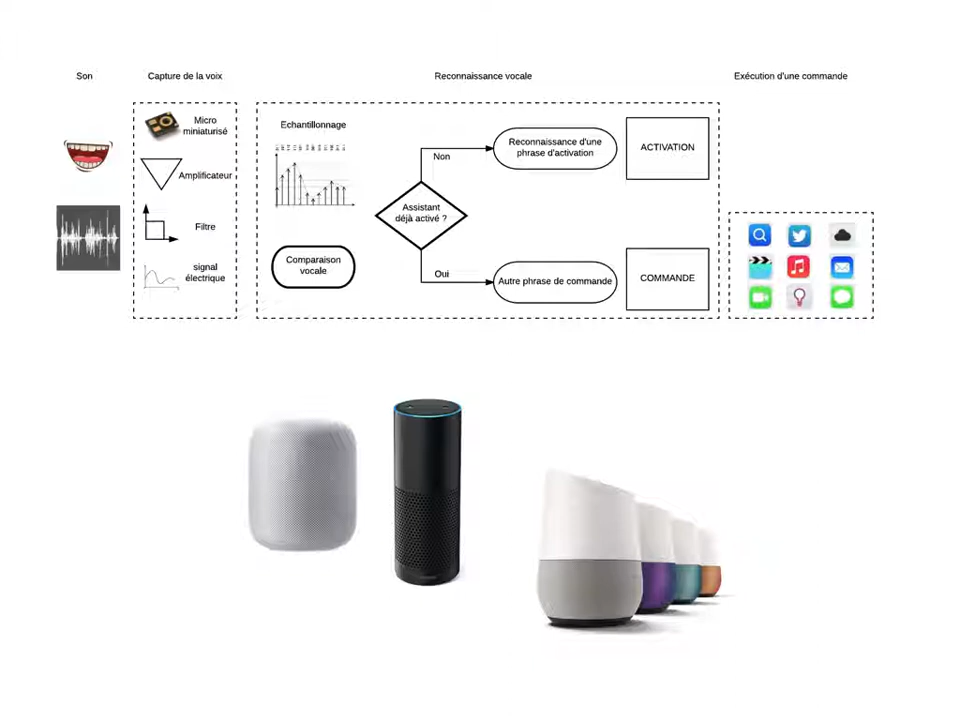 Son
Capture de la voix
Reconnaissance vocale
Exécution d'une commande
Micro
miniaturisé
Amplificateur
Filtre
signal
électrique
Echantillonnage
Comparaison
vocale
Assistant
déjà activé ?
Non
Oui
Reconnaissance d'une
phrase d'activation
Autre phrase de commande
ACTIVATION
COMMANDE